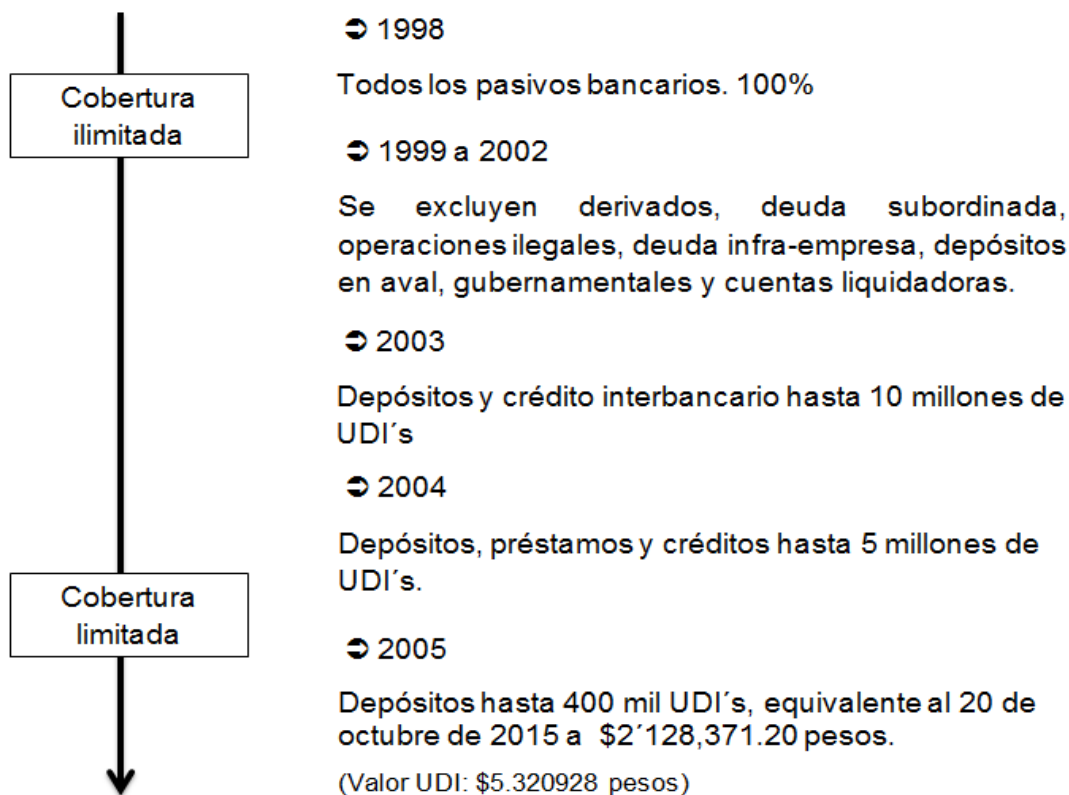 ➲ 1998
Cobertura
ilimitada
Todos los pasivos bancarios. 100%
➲ 1999 a 2002
Se excluyen derivados, deuda subordinada,
operaciones ilegales, deuda infra-empresa, depósitos
en aval, gubernamentales y cuentas liquidadoras.
➲ 2003
Depósitos y crédito interbancario hasta 10 millones de
UDI´s
➲ 2004
Depósitos, préstamos y créditos hasta 5 millones de
UDI´s.
Cobertura
limitada
➲ 2005
Depósitos hasta 400 mil UDI´s, equivalente al 20 de
octubre de 2015 a $2´128,371.20 pesos.
(Valor UDI: $5.320928 pesos)